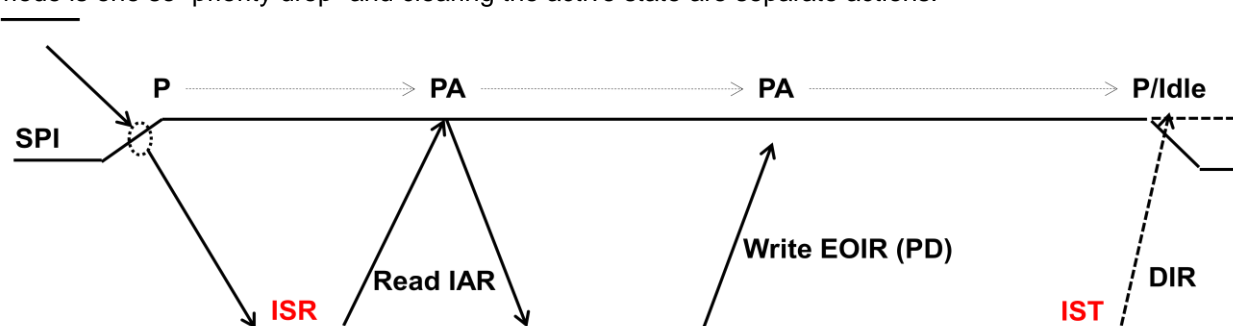 mode is one so "priority drop" and clearing the active state are separate actions.
P PA PA P/Idle
SPI
Write EOIR (PD)
Read IAR DIR
ISR IST